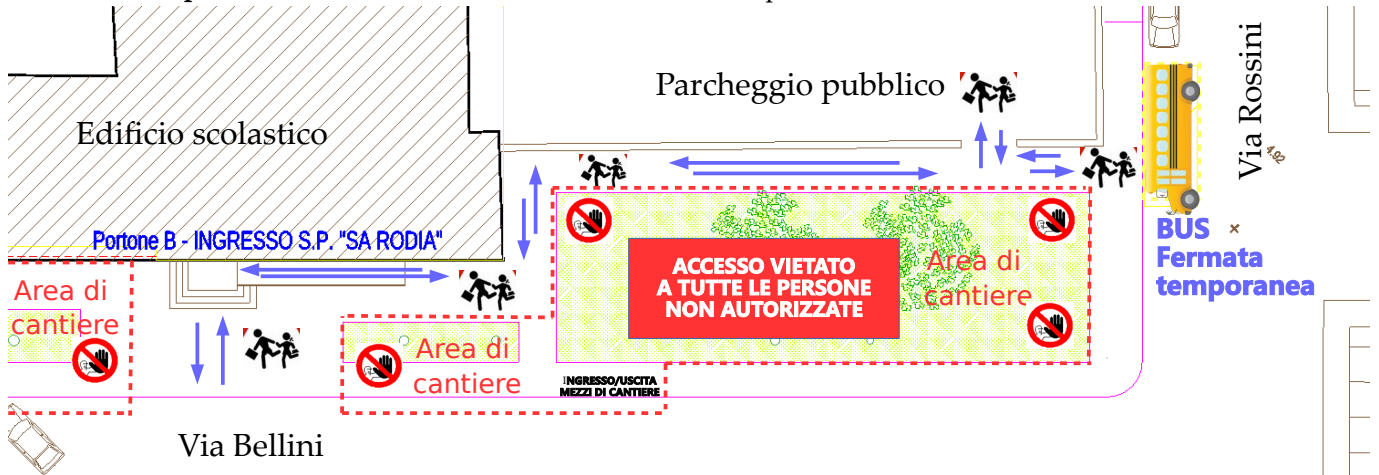 Parcheggio pubblico
Via Rossini
Edificio scolastico
4.92
Portone B - INGRESSO S.P. "SA RODIA"
BUS
Fermata
temporanea
ACCESSO VIETATO
A TUTTE LE PERSONE
NON AUTORIZZATE
Area di
cantiere
Area di
cantiere
Area di
cantiere
INGRESSO/USCITA
MEZZI DI CANTIERE
Via Bellini